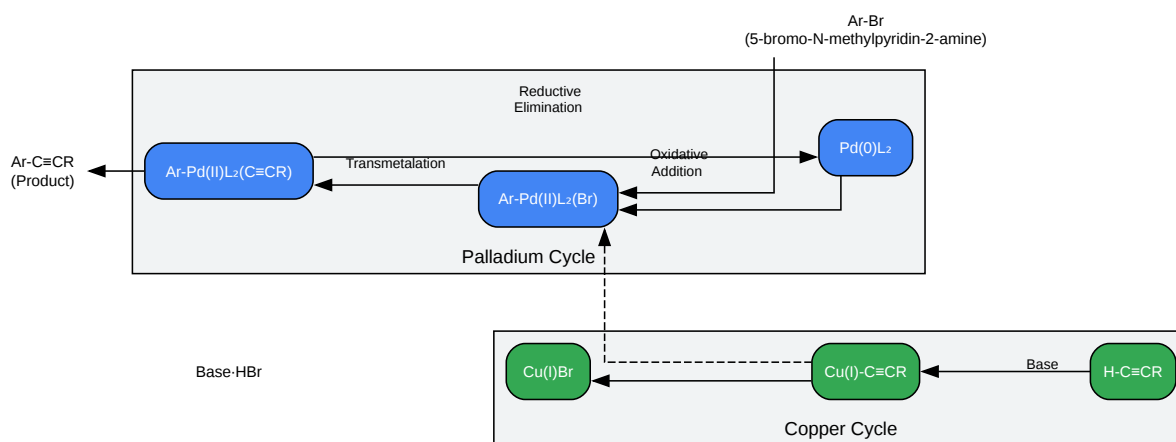 Ar-Br
(5-bromo-N-methylpyridin-2-amine)
Reductive
Elimination
Pd(0)L₂
Ar-C≡CR
(Product)
Ar-Pd(II)L₂(C≡CR)
Transmetalation
Oxidative
Addition
Ar-Pd(II)L₂(Br)
Palladium Cycle
Base·HBr
Cu(I)Br
Cu(I)-C≡CR
Base
H-C≡CR
Copper Cycle